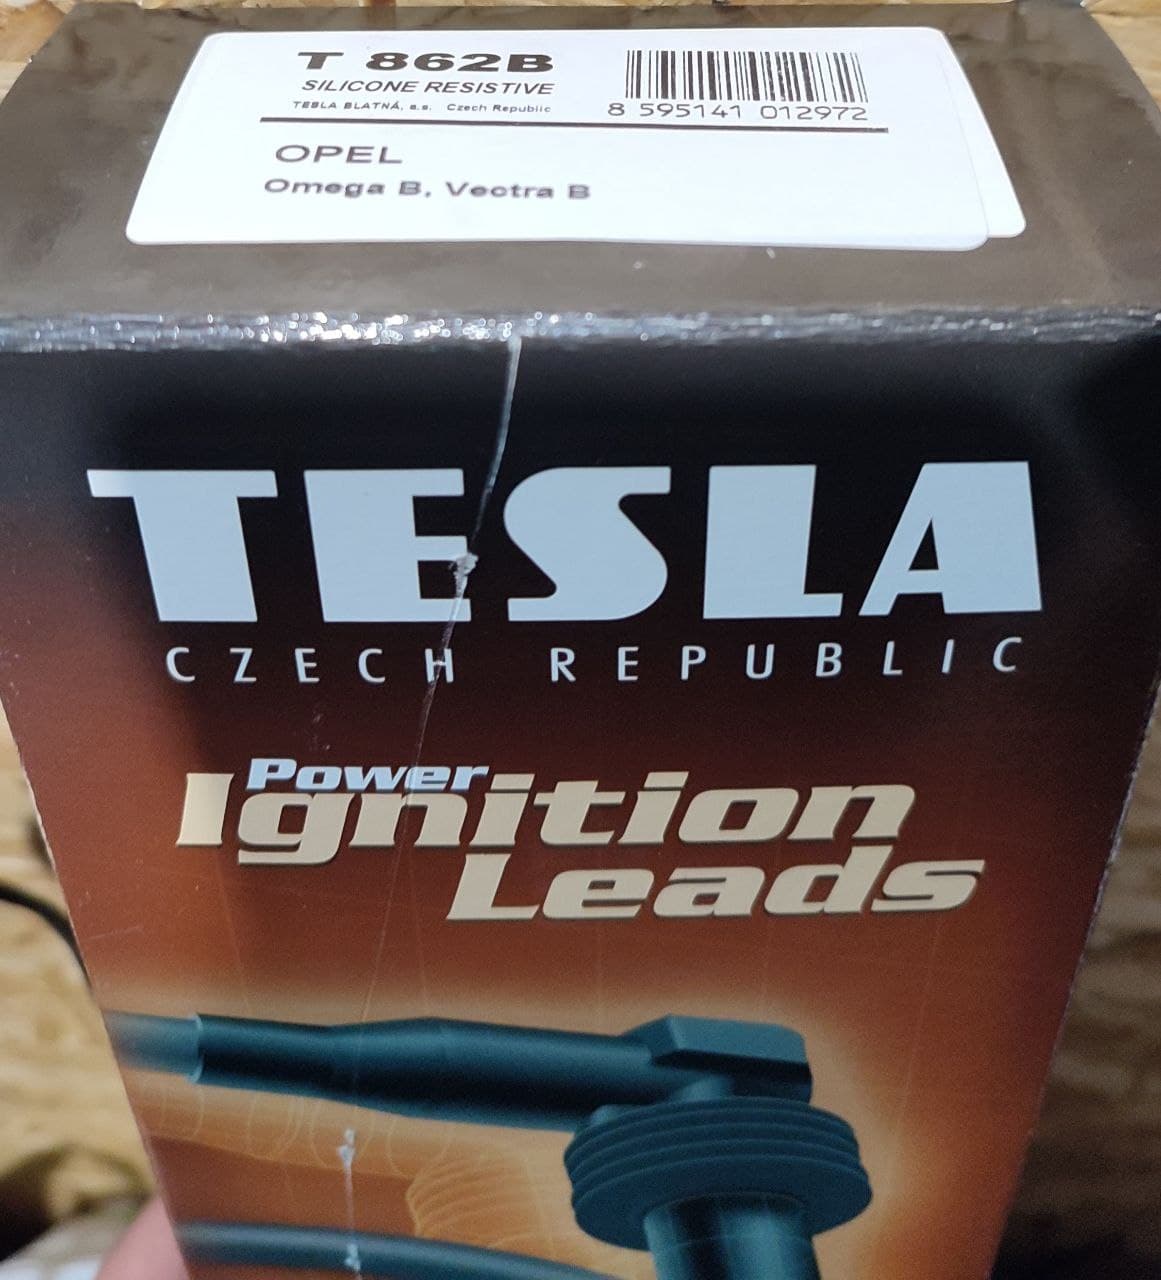 T 862B
SILICONE RESISTIVE
TESLA BLATNÁ, a.s. Czech Republic
8 595141 012972
OPEL
Omega B, Vectra B
TESLA
CZECH REPUBLIC
Power
Ignition
Leads